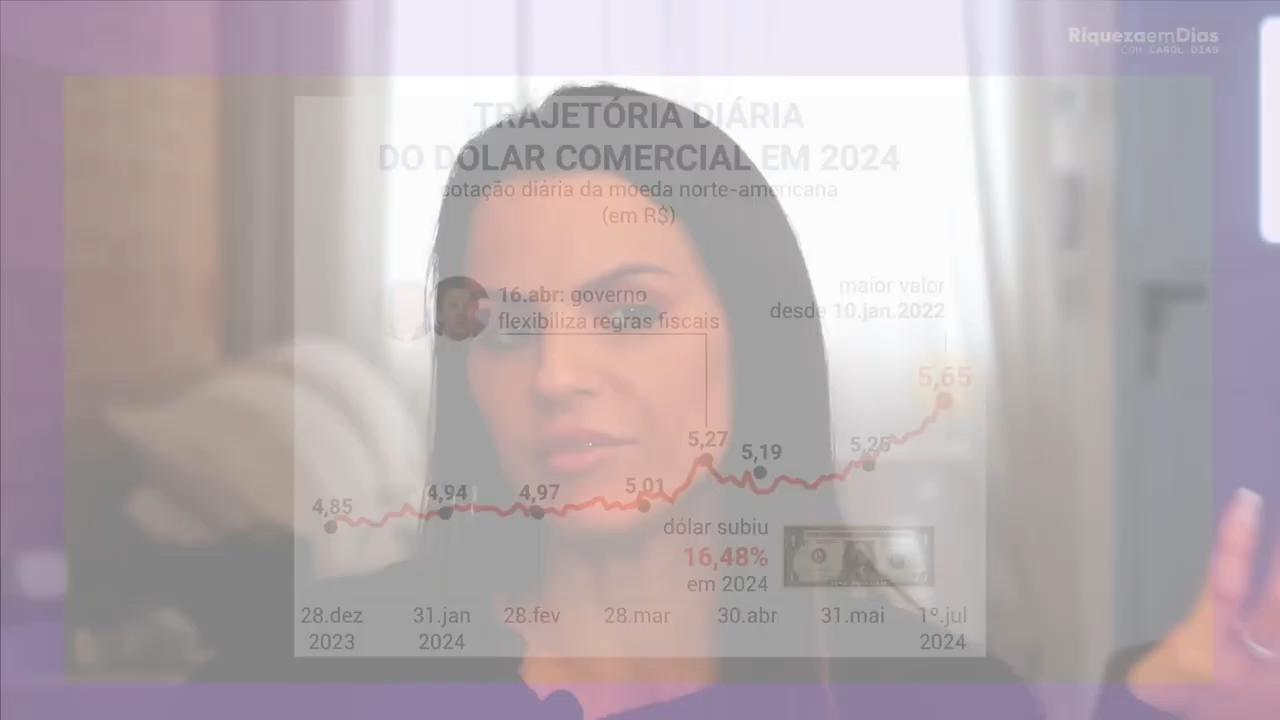 RiquezaemDias
COM CAROL DIAS
TRAJETÓRIA DIÁRIA
DO DÓLAR COMERCIAL EM 2024
cotação diária da moeda norte-americana
(em R$)
16.abr: governo
flexibiliza regras fiscais
maior valor
desde 10.jan.2022
5,65
5,27
5,19
5,25
4,85
4,94
4,97
5,01
dólar subiu
16,48%
em 2024
28.dez
2023
31.jan
2024
28.fev
28.mar
30.abr
31.mai
1º.jul
2024